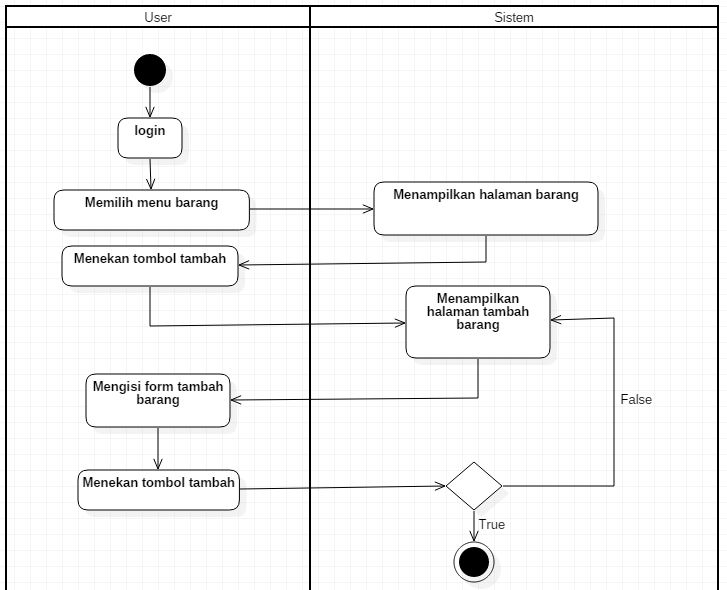 User
Sistem
login
Memilih menu barang
Menampilkan halaman barang
Menekan tombol tambah
Menampilkan
halaman tambah
barang
Mengisi form tambah
barang
False
Menekan tombol tambah
True